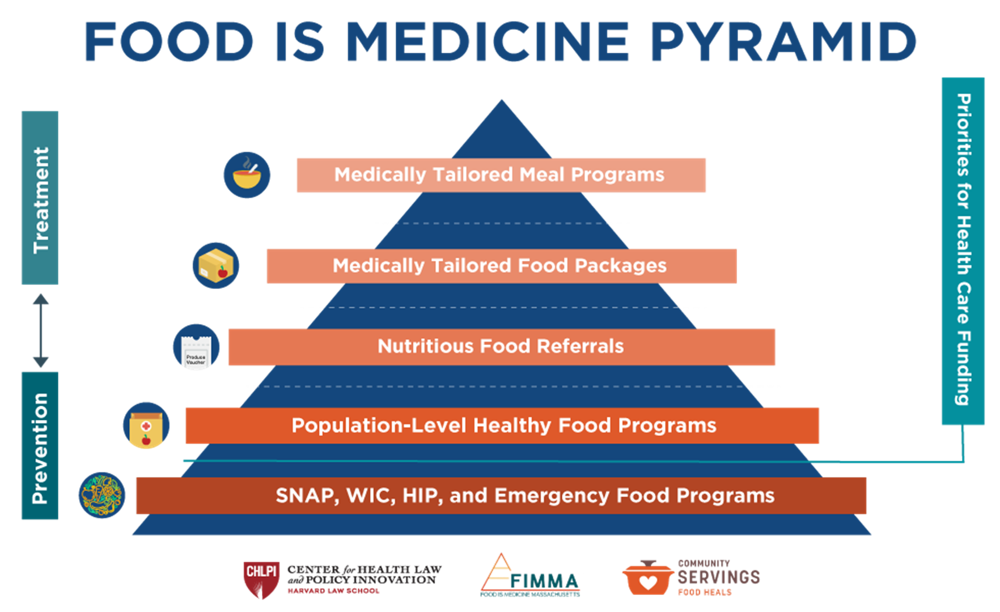 FOOD IS MEDICINE PYRAMID
Treatment
Prevention
Priorities for Health Care Funding
Medically Tailored Meal Programs
Medically Tailored Food Packages
Nutritious Food Referrals
Produce
Voucher
Population-Level Healthy Food Programs
SNAP, WIC, HIP, and Emergency Food Programs
CHLPI
CENTER for HEALTH LAW
and POLICY INNOVATION
HARVARD LAW SCHOOL
FIMMA
FOOD IS MEDICINE MASSACHUSETTS
COMMUNITY
SERVINGS
FOOD HEALS